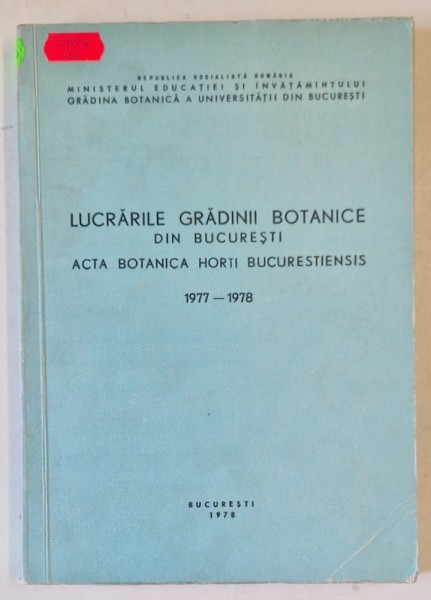 REPUBLICA SOCIALISTĂ ROMÂNIA
MINISTERUL EDUCAȚIEI ȘI ÎNVĂȚĂMÎNTULUI
GRĂDINA BOTANICĂ A UNIVERSITĂȚII DIN BUCUREȘTI
LUCRĂRILE GRĂDINII BOTANICE
DIN BUCUREȘTI
ACTA BOTANICA HORTI BUCURESTIENSIS
1977 — 1978
BUCUREȘTI
1978